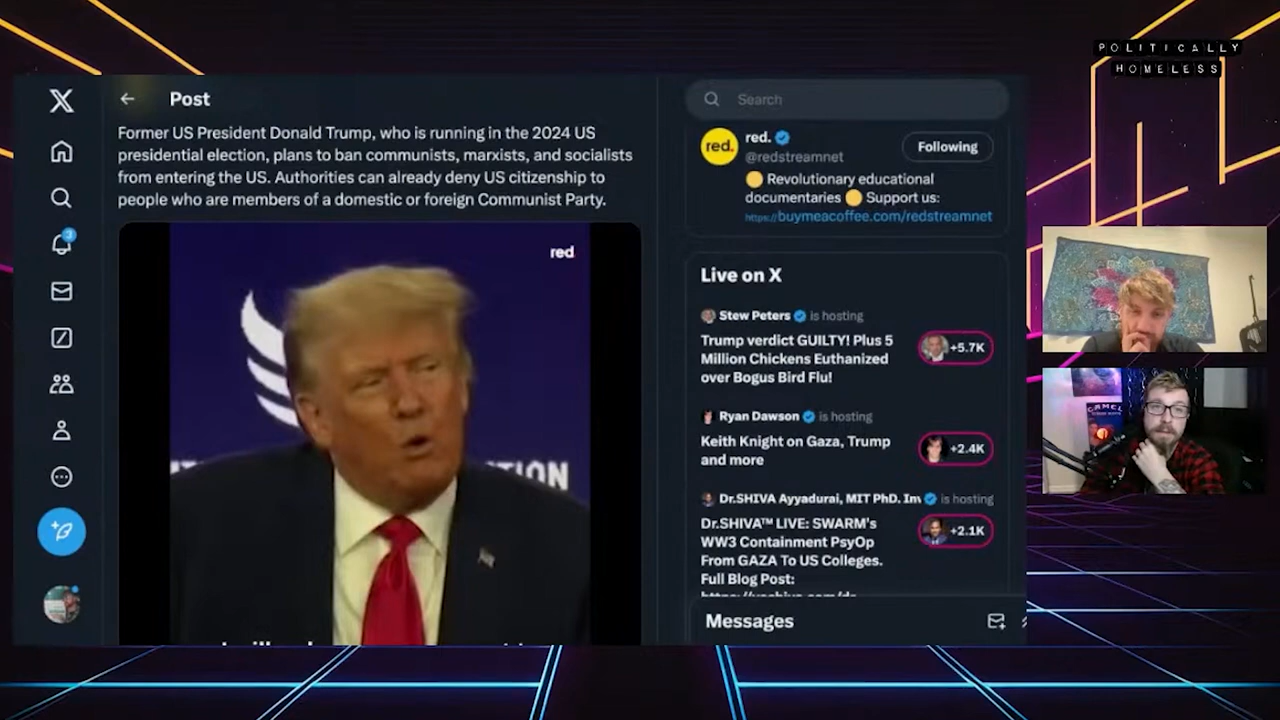 POLITICALLY
HOMELESS
X
Post
Former US President Donald Trump, who is running in the 2024 US
presidential election, plans to ban communists, marxists, and socialists
from entering the US. Authorities can already deny US citizenship to
people who are members of a domestic or foreign Communist Party.
3
red
Search
red.
red.
@redstreamnet
Following
Revolutionary educational
documentaries Support us:
https://buymeacoffee.com/redstreamnet
Live on X
Stew Peters is hosting
Trump verdict GUILTY! Plus 5
Million Chickens Euthanized
over Bogus Bird Flu!
+5.7K
Ryan Dawson is hosting
Keith Knight on Gaza, Trump
and more
+2.4K
Dr.SHIVA Ayyadurai, MIT PhD. Inv is hosting
Dr.SHIVA™ LIVE: SWARM's
WW3 Containment PsyOp
From GAZA To US Colleges.
Full Blog Post:
+2.1K
Messages
CAMEL